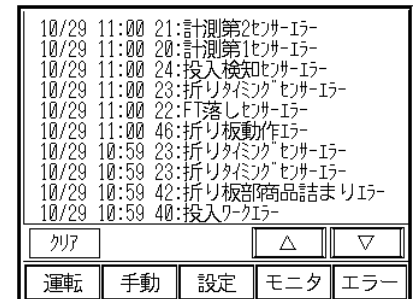 10/29 11:00 21:計測第2ｾﾝｻｰｴﾗｰ
10/29 11:00 20:計測第1ｾﾝｻｰｴﾗｰ
10/29 11:00 24:投入検知ｾﾝｻｰｴﾗｰ
10/29 11:00 23:折りﾀｲﾐﾝｸﾞｾﾝｻｰｴﾗｰ
10/29 11:00 22:FT落しｾﾝｻｰｴﾗｰ
10/29 11:00 46:折り板動作ｴﾗｰ
10/29 10:59 23:折りﾀｲﾐﾝｸﾞｾﾝｻｰｴﾗｰ
10/29 10:59 23:折りﾀｲﾐﾝｸﾞｾﾝｻｰｴﾗｰ
10/29 10:59 42:折り板部商品詰まりｴﾗｰ
10/29 10:59 40:投入ﾜｰｸｴﾗｰ
ｸﾘｱ △ ▽
運転 手動 設定 モニタ エラー